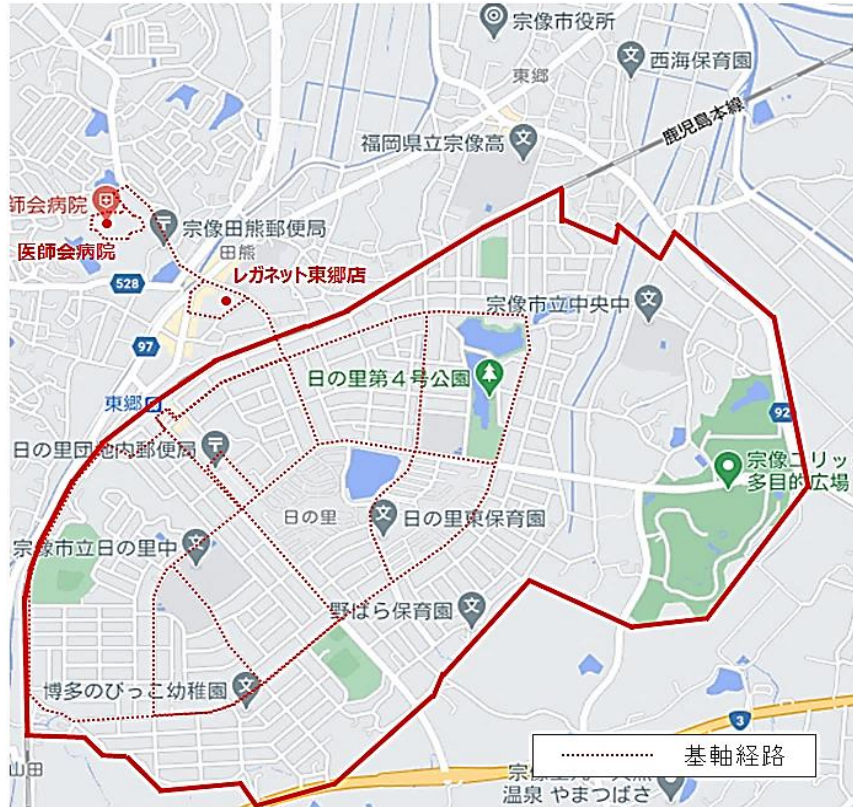 宗像市役所
東郷
西海保育園
鹿児島本線
福岡県立宗像高
師会病院
宗像田熊郵便局
医師会病院
田熊
528
レガネット東郷店
宗像市立中央中
97
日の里第４号公園
東郷
92
日の里団地内郵便局
宗像ユリッ
多目的広場
日の里
日の里東保育園
宗像市立日の里中
野ばら保育園
博多のびっこ幼稚園
3
基軸経路
山田
温泉 やまつばさ